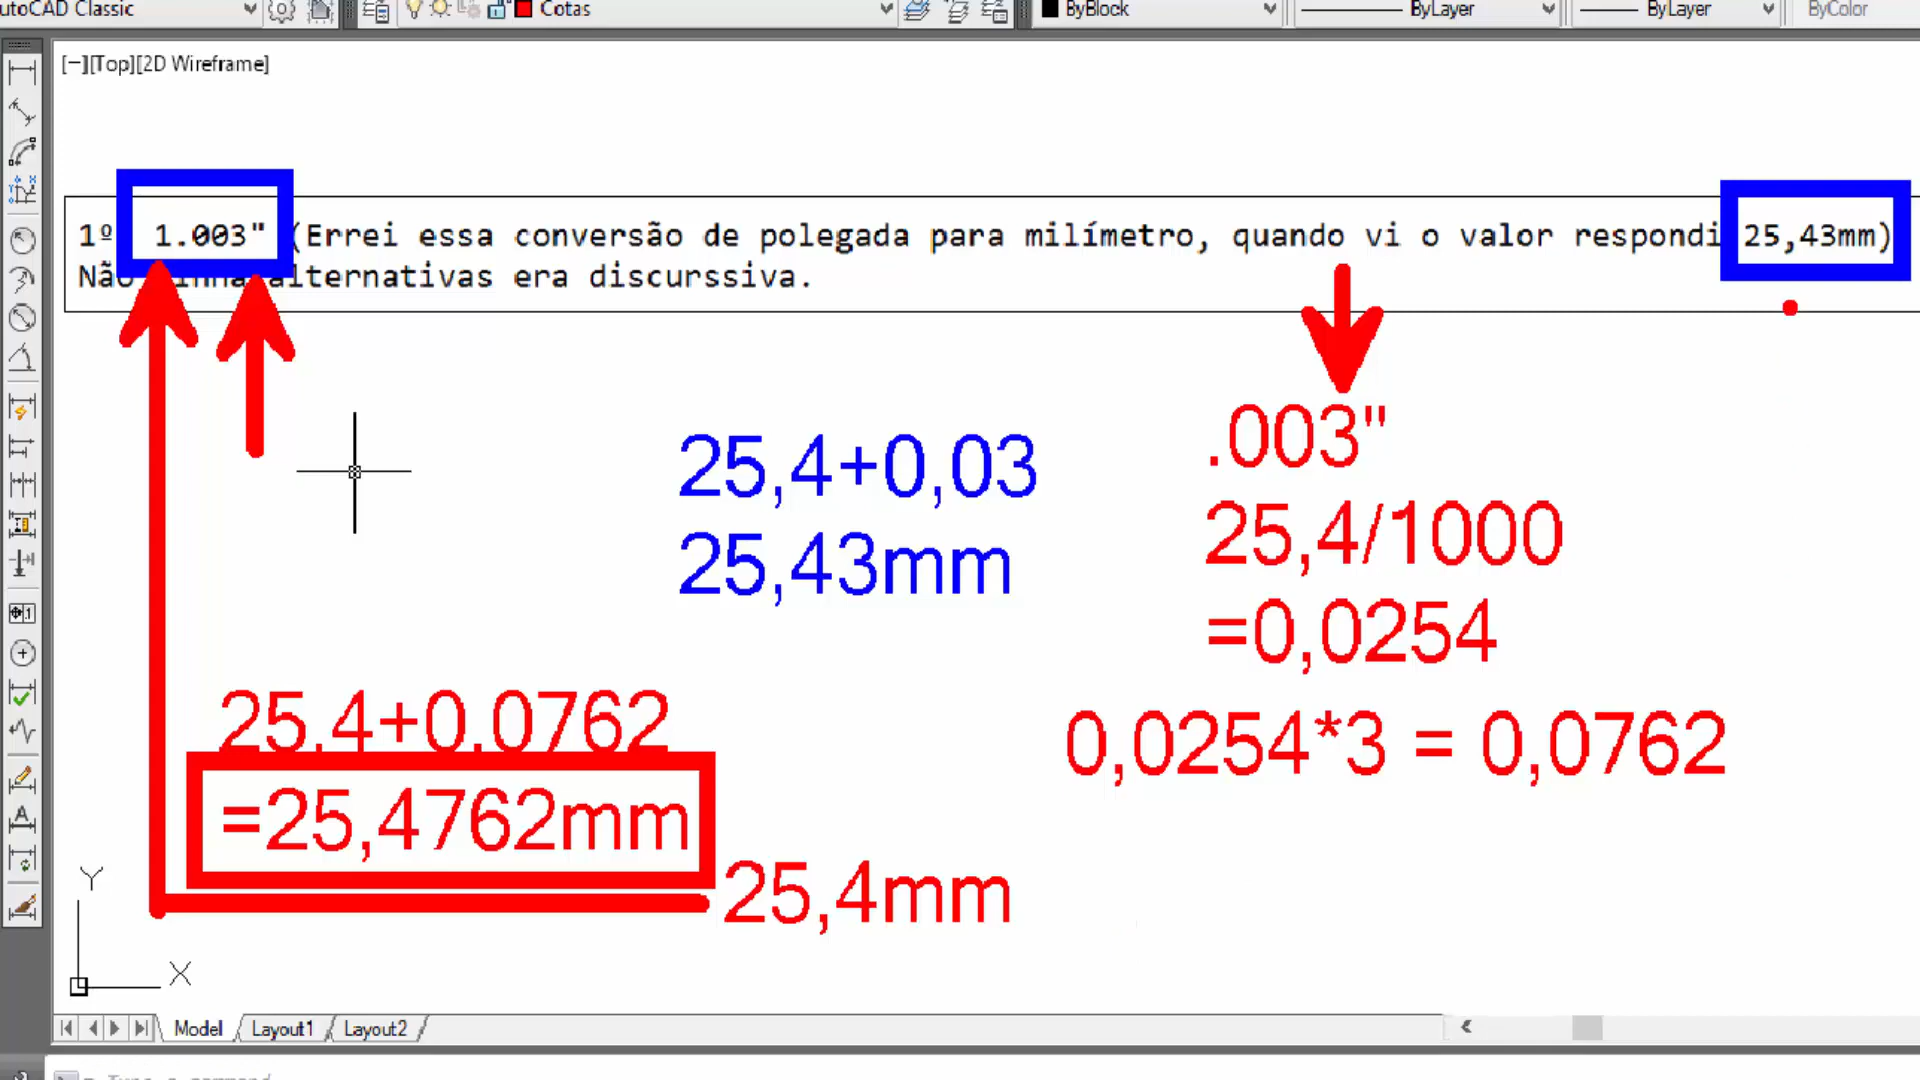 utoCAD Classic
Cotas
ByBlock
ByLayer
ByLayer
ByColor
[−][Top][2D Wireframe]
1º 1.003" (Errei essa conversão de polegada para milímetro, quando vi o valor respondi 25,43mm)
Não alternativas era discurssiva.
.003"
25,4+0,03
25,4/1000
25,43mm
=0,0254
25,4+0,0762
0,0254*3 = 0,0762
=25,4762mm
25,4mm
Y
X
Model
Layout1
Layout2